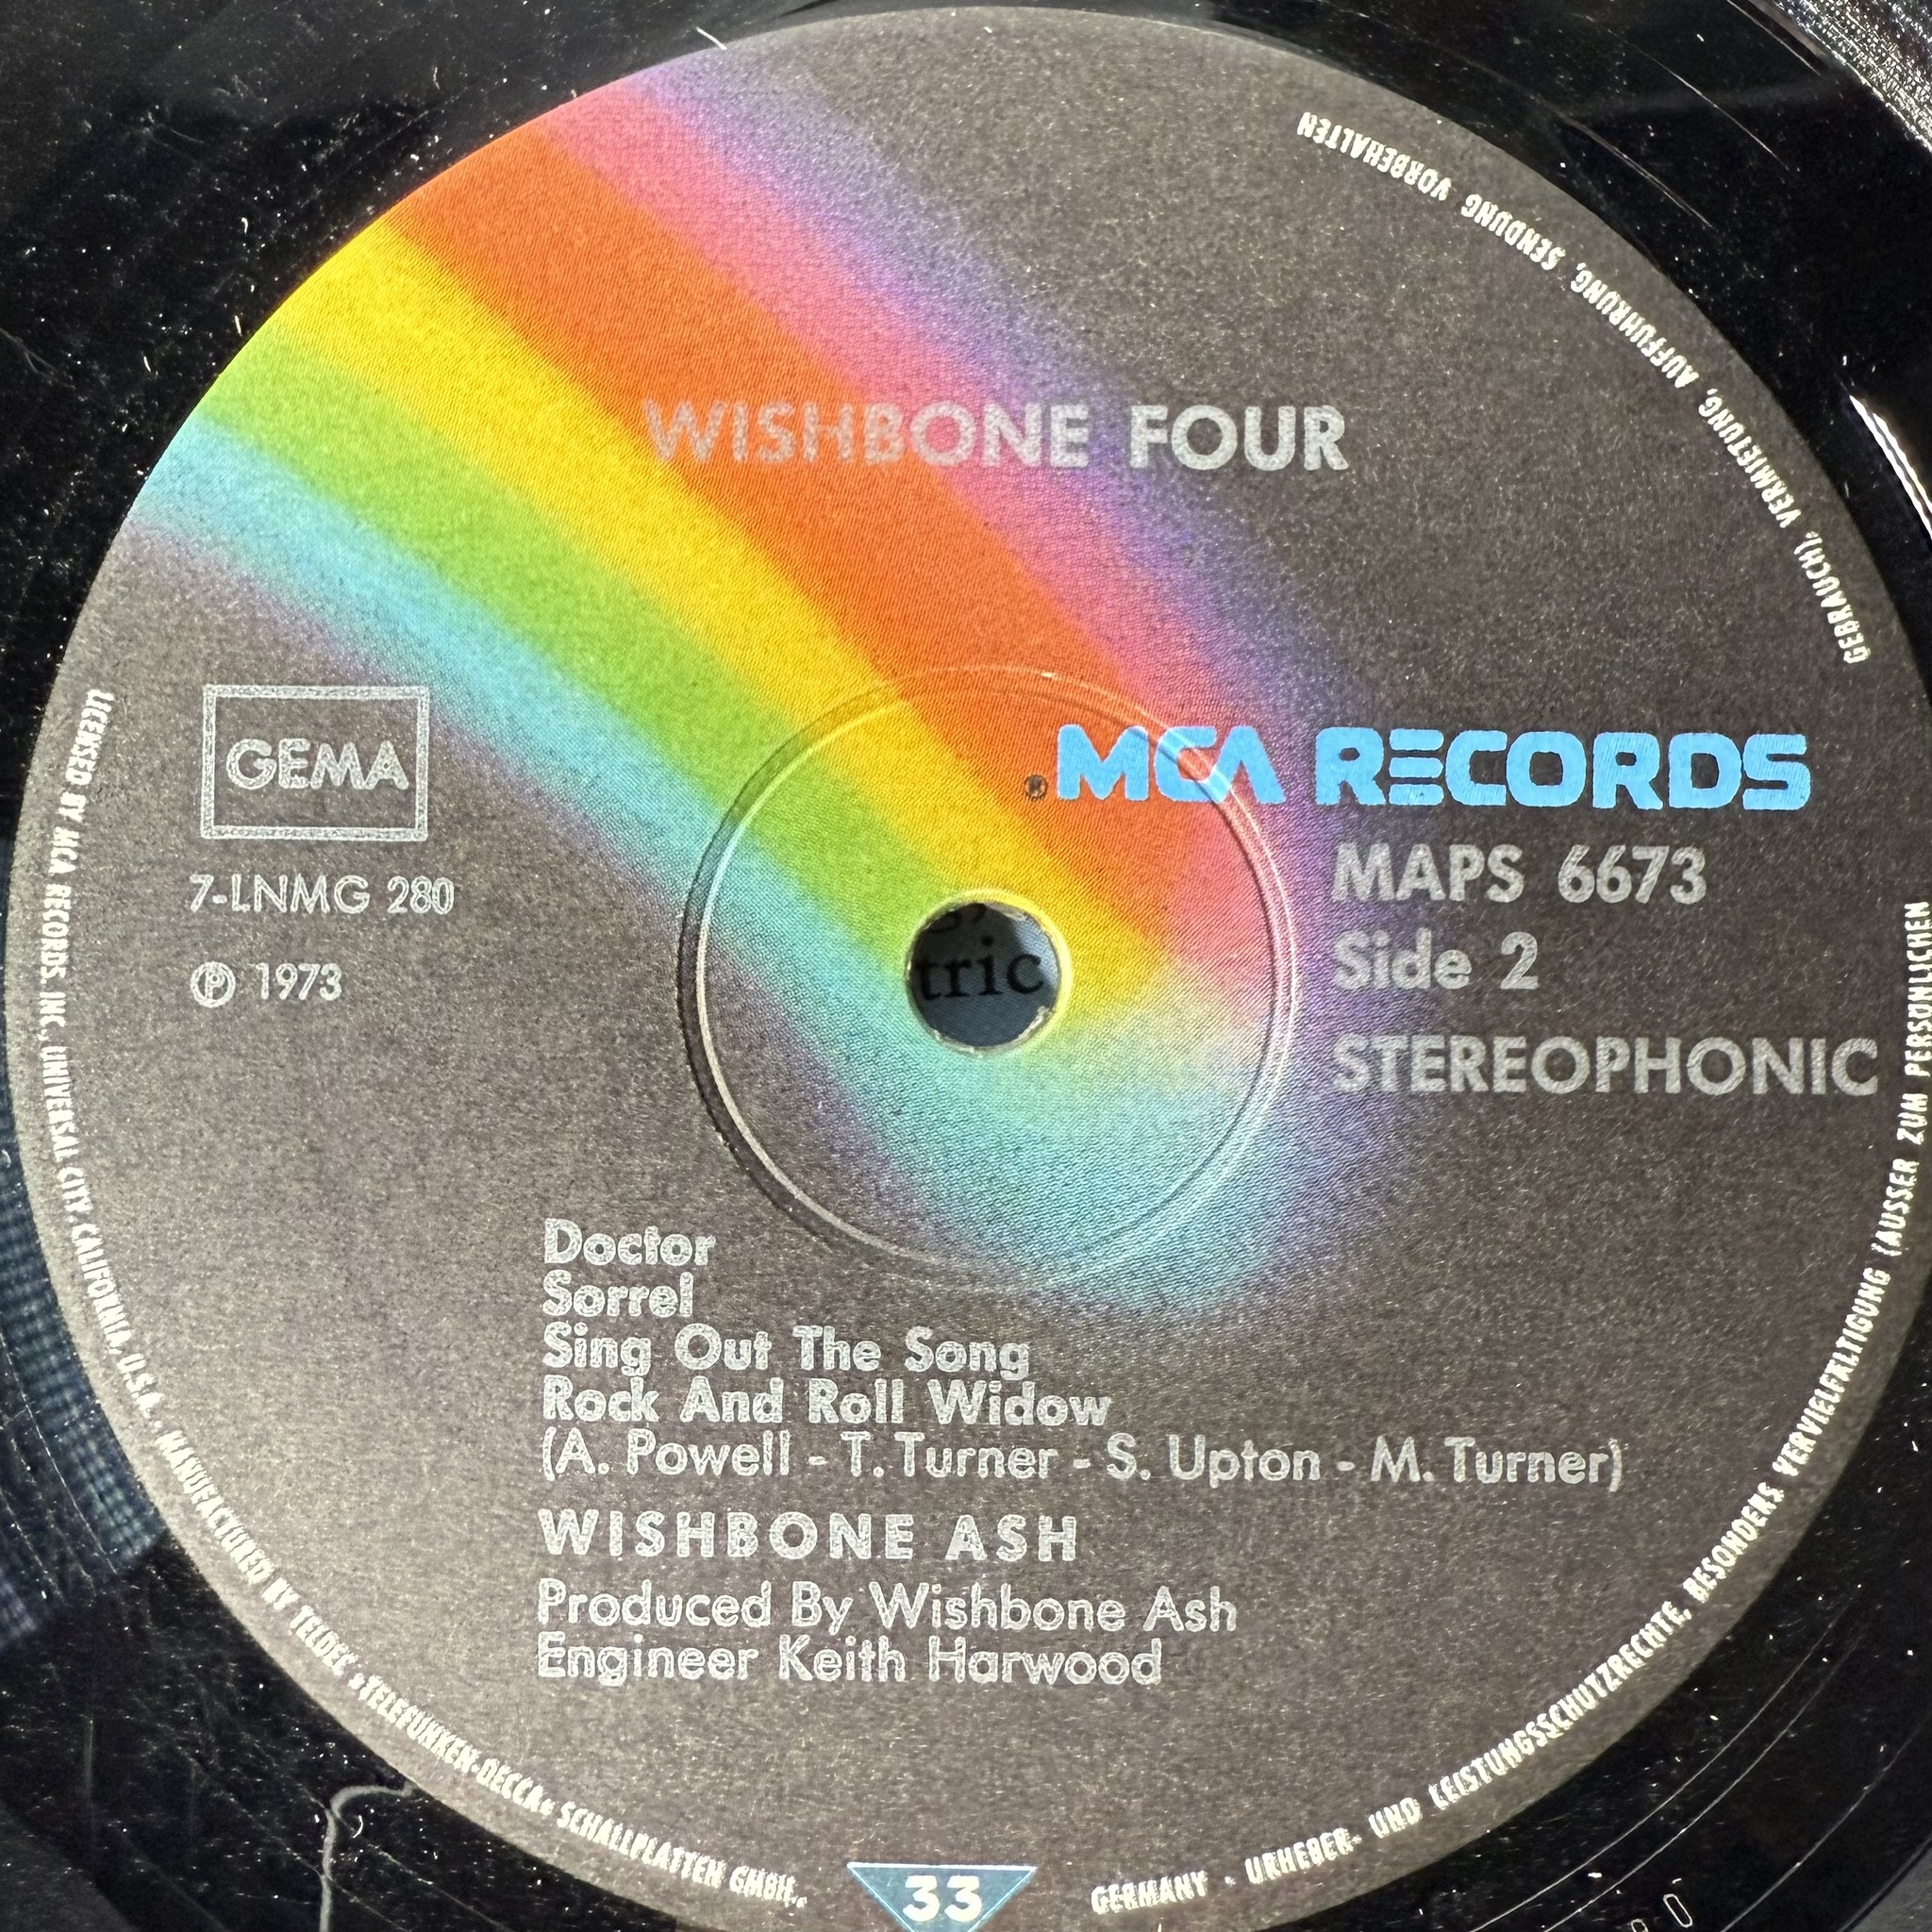 WISHBONE FOUR
GEMA
7-LNMG 280
℗ 1973
® MCA RECORDS
MAPS 6673
Side 2
STEREOPHONIC
tric
Doctor
Sorrel
Sing Out The Song
Rock And Roll Widow
(A. Powell - T. Turner - S. Upton - M. Turner)
WISHBONE ASH
Produced By Wishbone Ash
Engineer Keith Harwood
LICENSED BY MCA RECORDS, INC, UNIVERSAL CITY, CALIFORNIA, U.S.A. . MANUFACTURED BY TELDEC »TELEFUNKEN-DECCA« SCHALLPLATTEN GMBH.,
33
GERMANY · URHEBER- UND LEISTUNGSSCHUTZRECHTE, BESONDERS VERVIELFÄLTIGUNG (AUSSER ZUM PERSÖNLICHEN
GEBRAUCH), VERMIETUNG, AUFFÜHRUNG, SENDUNG VORBEHALTEN